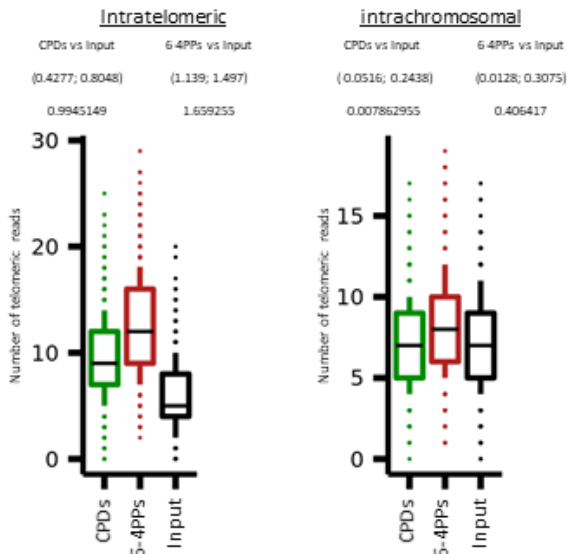 Intratelomeric
CPDs vs Input 6 4PPs vs Input
(0.4277; 0.8048) (1.139; 1.497)
0.9945149 1.659255
30
20
10
0
Number of telomeric reads
CPDs
6-4PPs
Input
intrachromosomal
CPDs vs Input 6 4PPs vs Input
( 0.0516; 0.2438) (0.0128; 0.3075)
0.007862955 0.406417
15
10
5
0
Number of telomeric reads
CPDs
6-4PPs
Input